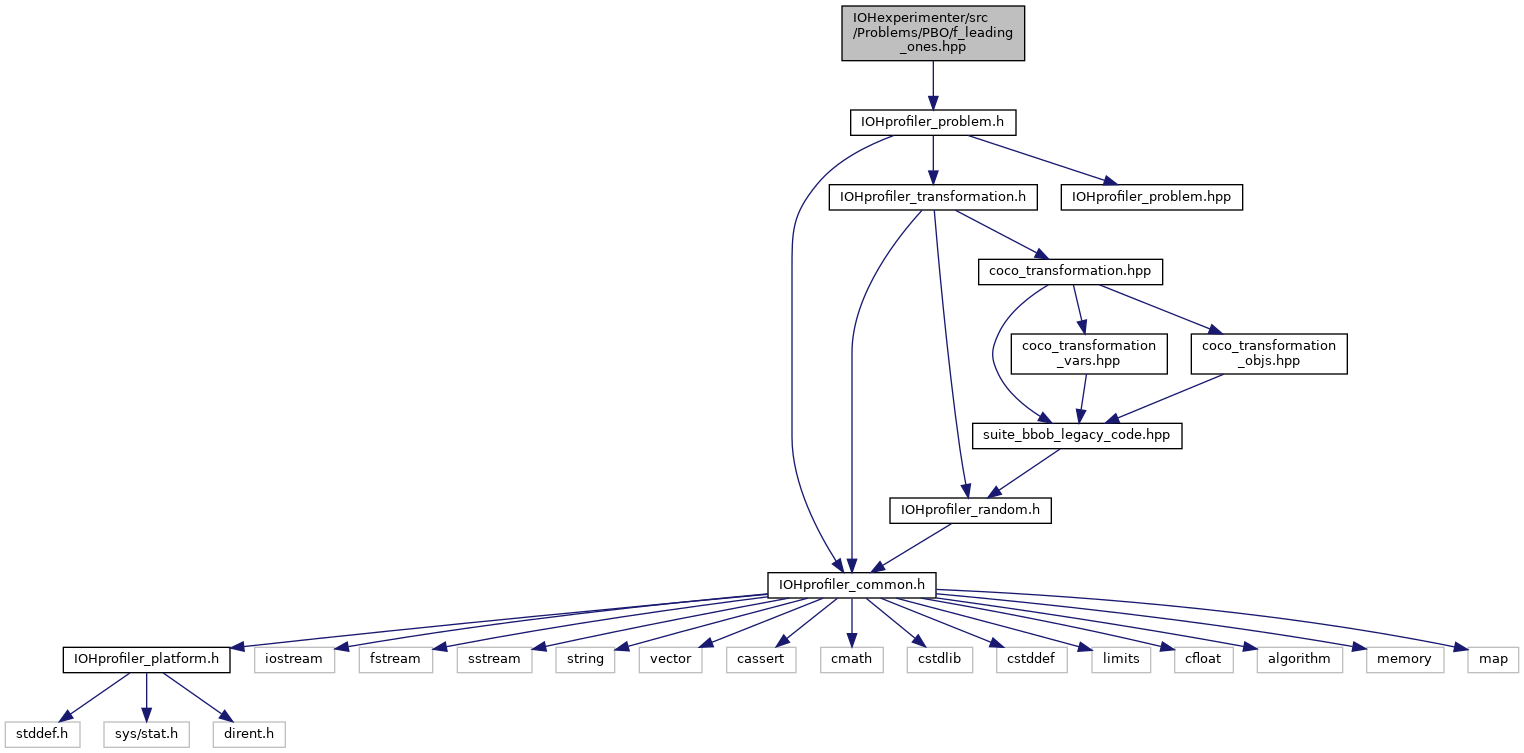 IOHexperimenter/src
/Problems/PBO/f_leading
_ones.hpp
IOHprofiler_problem.h
IOHprofiler_transformation.h
IOHprofiler_problem.hpp
coco_transformation.hpp
coco_transformation
_vars.hpp
coco_transformation
_objs.hpp
suite_bbob_legacy_code.hpp
IOHprofiler_random.h
IOHprofiler_common.h
IOHprofiler_platform.h
iostream
fstream
sstream
string
vector
cassert
cmath
cstdlib
cstddef
limits
cfloat
algorithm
memory
map
stddef.h
sys/stat.h
dirent.h